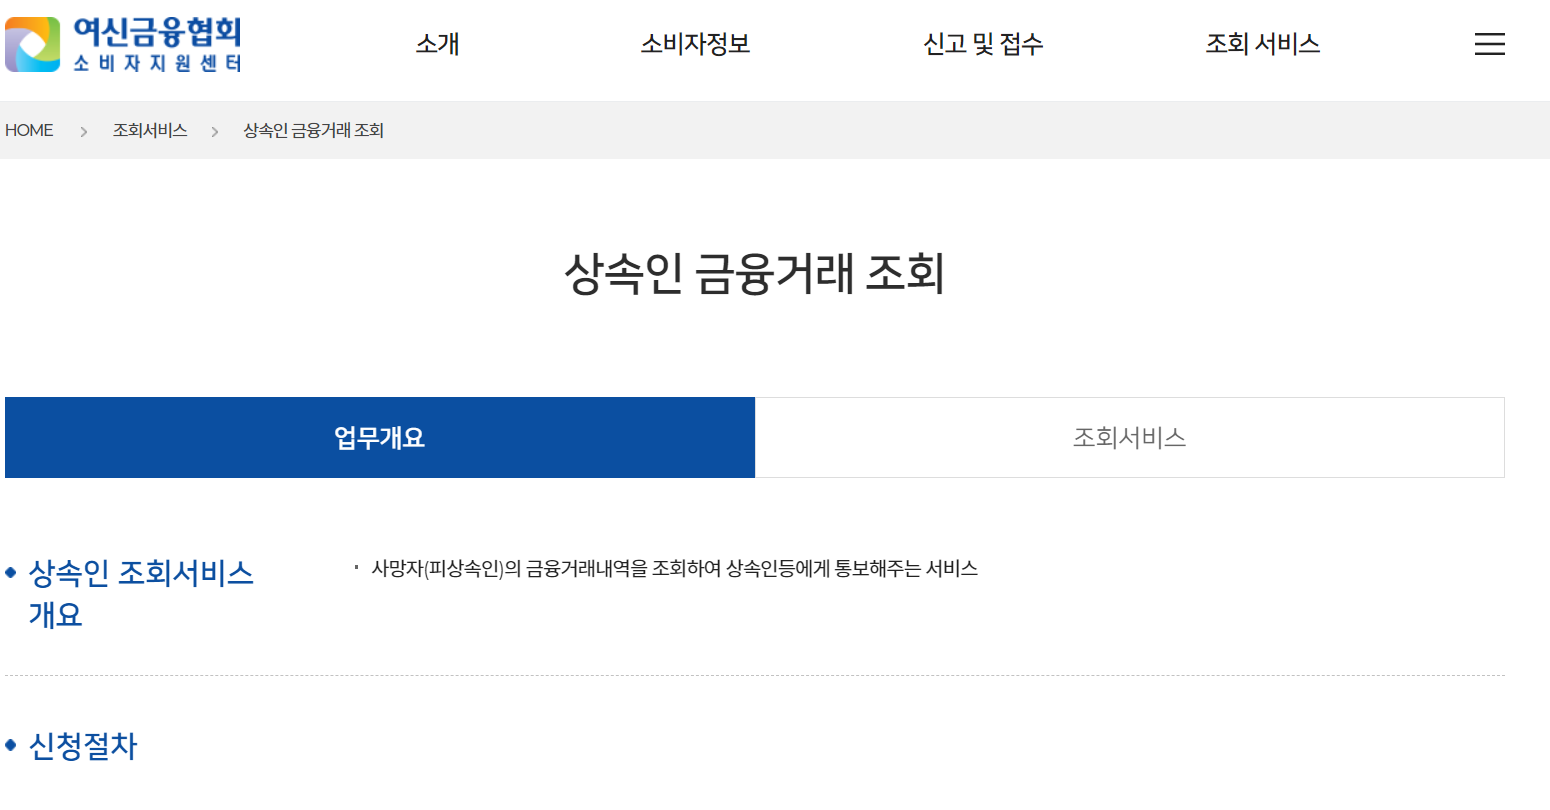 여신금융협회
소비자지원센터
소개
소비자정보
신고 및 접수
조회 서비스
HOME > 조회서비스 > 상속인 금융거래 조회
상속인 금융거래 조회
업무개요
조회서비스
상속인 조회서비스
개요
사망자(피상속인)의 금융거래내역을 조회하여 상속인등에게 통보해주는 서비스
신청절차